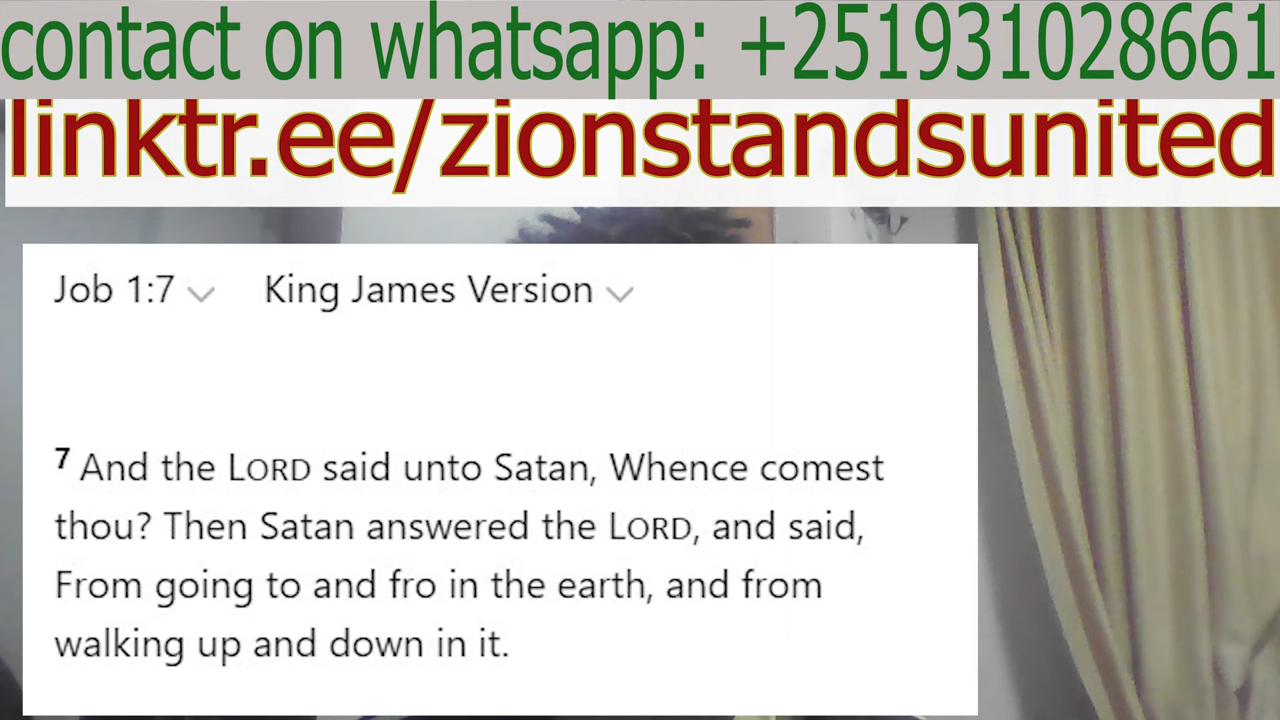 contact on whatsapp: +251931028661
linktr.ee/zionstandsunited
Job 1:7 King James Version
7 And the LORD said unto Satan, Whence comest
thou? Then Satan answered the LORD, and said,
From going to and fro in the earth, and from
walking up and down in it.